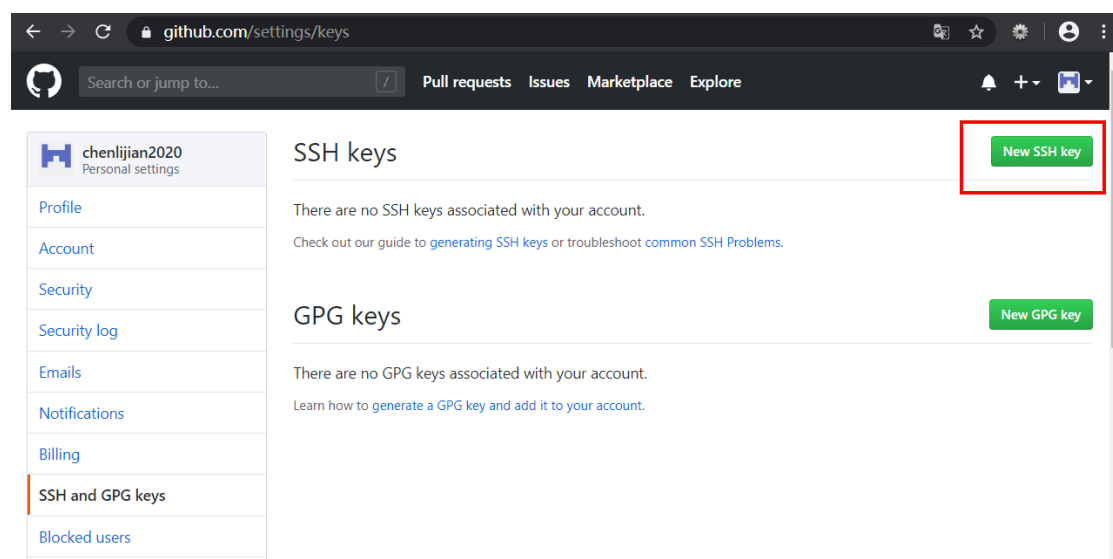 github.com/settings/keys
Search or jump to...
/
Pull requests Issues Marketplace Explore
chenlijian2020
Personal settings
Profile
Account
Security
Security log
Emails
Notifications
Billing
SSH and GPG keys
Blocked users
SSH keys
New SSH key
There are no SSH keys associated with your account.
Check out our guide to generating SSH keys or troubleshoot common SSH Problems.
GPG keys
New GPG key
There are no GPG keys associated with your account.
Learn how to generate a GPG key and add it to your account.